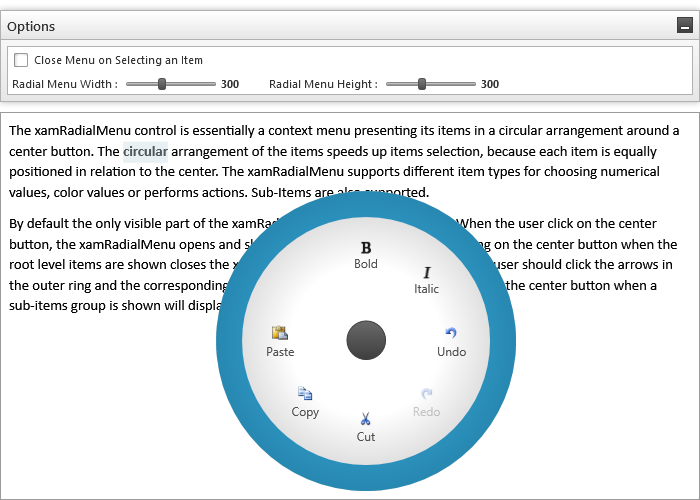 Options
Close Menu on Selecting an Item
Radial Menu Width : 300 Radial Menu Height : 300
The xamRadialMenu control is essentially a context menu presenting its items in a circular arrangement around a
center button. The circular arrangement of the items speeds up items selection, because each item is equally
positioned in relation to the center. The xamRadialMenu supports different item types for choosing numerical
values, color values or performs actions. Sub-Items are also supported.
By default the only visible part of the When the user click on the center
button, the xamRadialMenu opens and on the center button when the
root level items are shown closes the user should click the arrows in
the outer ring and the corresponding the center button when a
sub-items group is shown will
B
Bold
I
Italic
Paste
Undo
Copy
Redo
Cut